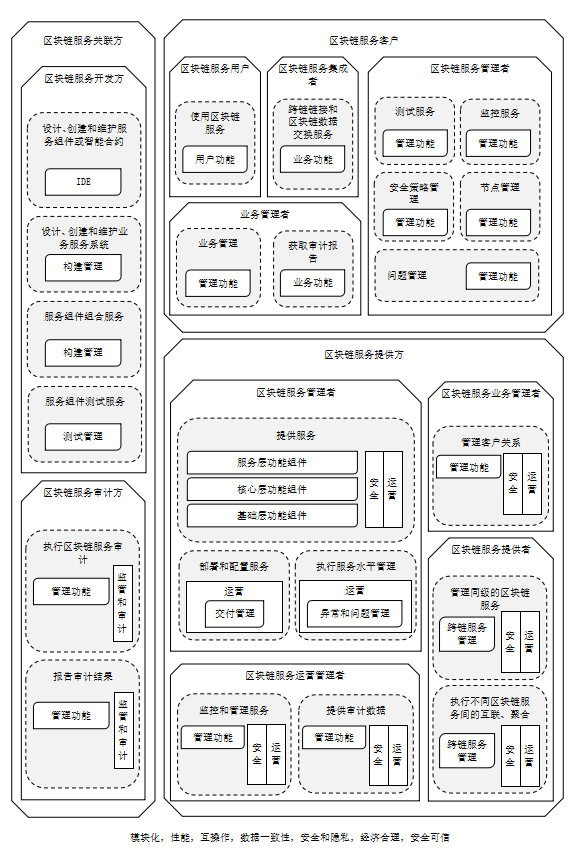 区块链服务关联方
区块链服务开发方
设计、创建和维护服
务组件或智能合约
IDE
设计、创建和维护业
务服务系统
构建管理
服务组件组合服务
构建管理
服务组件测试服务
测试管理
区块链服务审计方
执行区块链服务审
计
管理功能
监管和审计
报告审计结果
管理功能
监管和审计
区块链服务客户
区块链服务用户
使用区块链
服务
用户功能
区块链服务集成
者
跨链链接和
区块链数据
交换服务
业务功能
区块链服务管理者
测试服务
管理功能
监控服务
管理功能
安全策略管
理
管理功能
节点管理
管理功能
问题管理
管理功能
业务管理者
业务管理
管理功能
获取审计报
告
业务功能
区块链服务提供方
区块链服务管理者
提供服务
服务层功能组件
核心层功能组件
基础层功能组件
安全
运营
部署和配置服务
运营
交付管理
执行服务水平管理
运营
异常和问题管理
区块链服务业务管理者
管理客户关系
管理功能
安全
运营
区块链服务提供者
管理同级的区块链
服务
跨链服务
管理
安全
运营
执行不同区块链服
务间的互联、聚合
跨链服务
管理
安全
运营
区块链服务运营管理者
监控和管理服务
管理功能
安全
运营
提供审计数据
管理功能
安全
运营
模块化，性能，互操作，数据一致性，安全和隐私，经济合理，安全可信